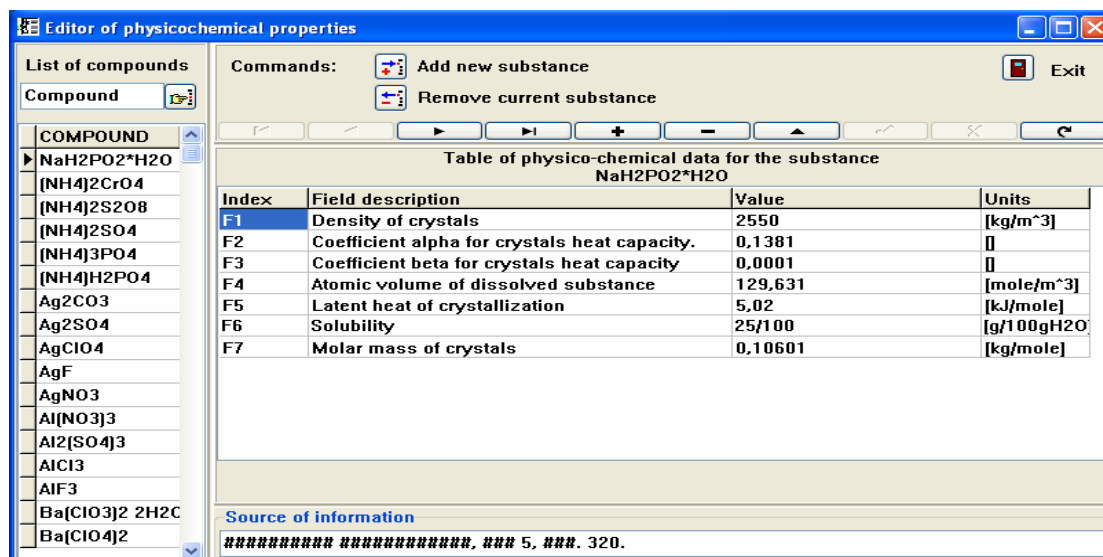 Editor of physicochemical properties
List of compounds
Compound
Commands:
Add new substance
Remove current substance
Exit
COMPOUND
NaH2PO2*H2O
(NH4)2CrO4
(NH4)2S2O8
(NH4)2SO4
(NH4)3PO4
(NH4)H2PO4
Ag2CO3
Ag2SO4
AgClO4
AgF
AgNO3
Al(NO3)3
Al2(SO4)3
AlCl3
AlF3
Ba(ClO3)2 2H2O
Ba(ClO4)2
Table of physico-chemical data for the substance
NaH2PO2*H2O
Index Field description Value Units
F1 Density of crystals 2550 [kg/m^3]
F2 Coefficient alpha for crystals heat capacity. 0,1381 []
F3 Coefficient beta for crystals heat capacity 0,0001 []
F4 Atomic volume of dissolved substance 129,631 [mole/m^3]
F5 Latent heat of crystallization 5,02 [kJ/mole]
F6 Solubility 25/100 [g/100gH2O]
F7 Molar mass of crystals 0,10601 [kg/mole]
Source of information
########## ############, ### 5, ###. 320.